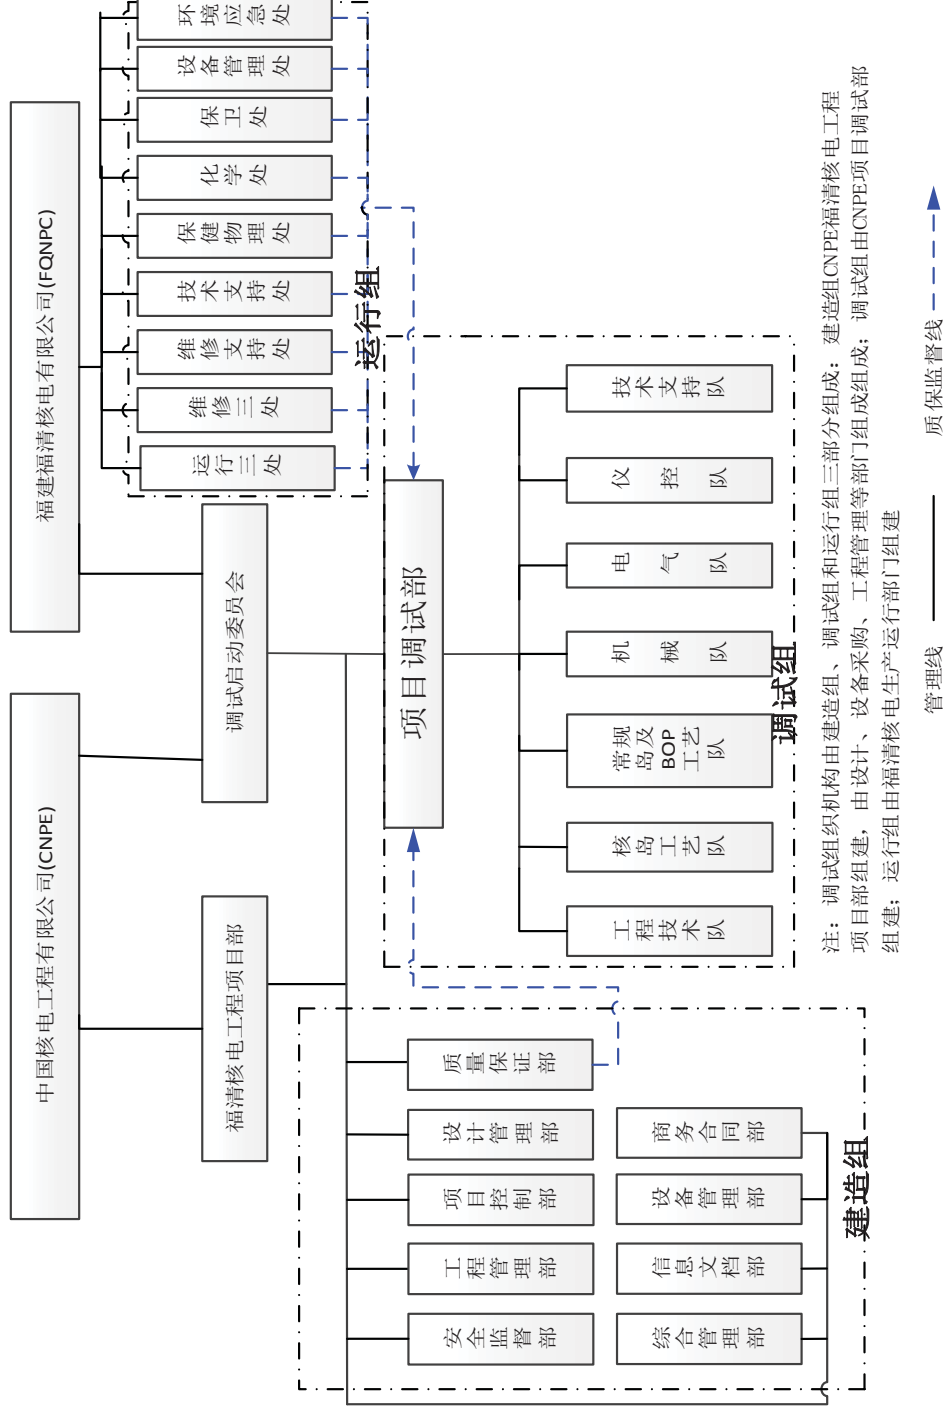 中国核电工程有限公司(CNPE)
福建福清核电有限公司(FQNPC)
福清核电工程项目部
调试启动委员会
运行三处
维修三处
维修支持处
技术支持处
保健物理处
化学处
保卫处
设备管理处
环境应急处
运行组
项目调试部
安全监督部
工程管理部
项目控制部
设计管理部
质量保证部
综合管理部
信息文档部
设备管理部
商务合同部
建造组
工程技术队
核岛工艺队
常规
岛及
BOP
工艺
队
机械队
电气队
仪控队
技术支持队
调试组
注：调试组织机构由建造组、调试组和运行组三部分组成；建造组CNPE福清核电工程
项目部组建，由设计、设备采购、工程管理等部门组成组成；调试组由CNPE项目调试部
组建；运行组由福清核电生产运行部门组建
管理线
质保监督线